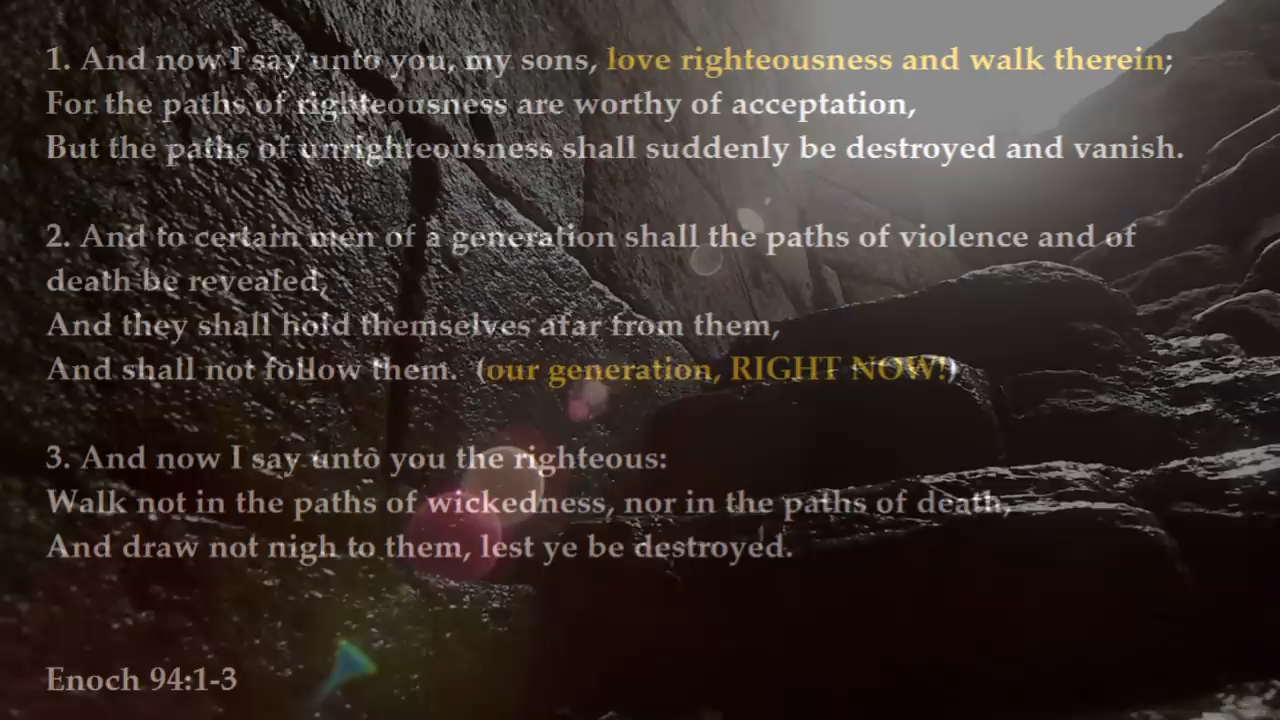 1. And now I say unto you, my sons, love righteousness and walk therein;
For the paths of righteousness are worthy of acceptation,
But the paths of unrighteousness shall suddenly be destroyed and vanish.
2. And to certain men of a generation shall the paths of violence and of
death be revealed,
And they shall hold themselves afar from them,
And shall not follow them. (our generation, RIGHT NOW!)
3. And now I say unto you the righteous:
Walk not in the paths of wickedness, nor in the paths of death,
And draw not nigh to them, lest ye be destroyed.
Enoch 94:1-3